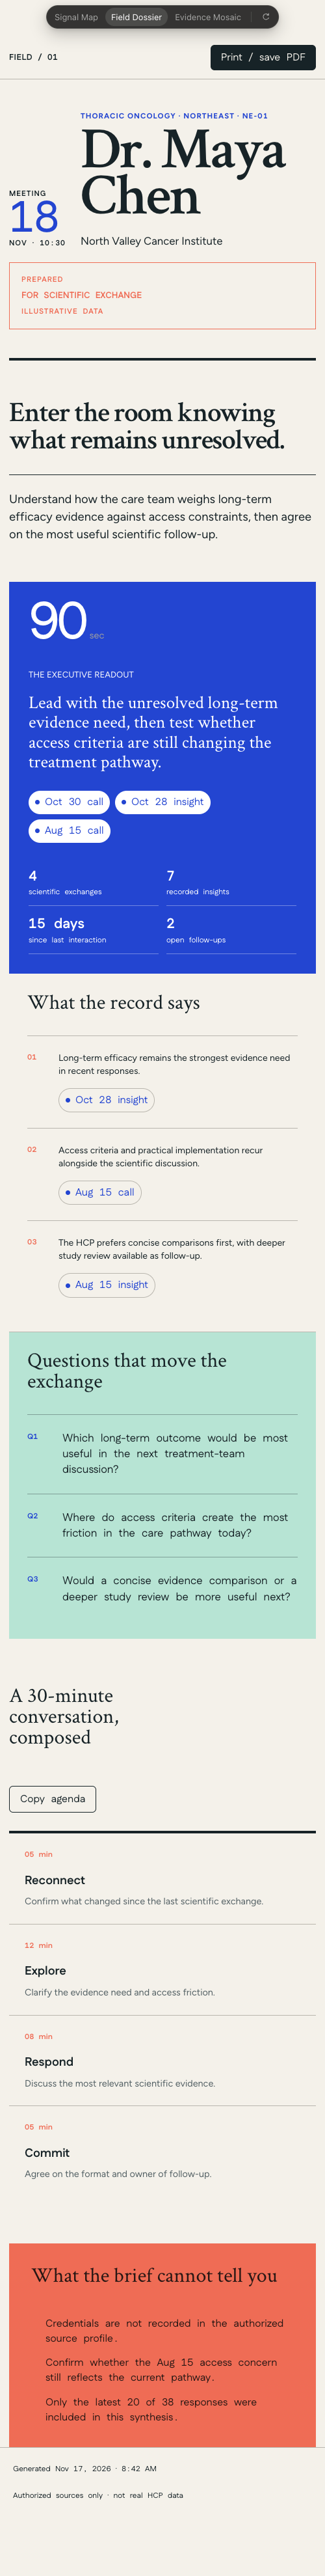 Signal Map Field Dossier Evidence Mosaic
FIELD / 01
Print / save PDF
THORACIC ONCOLOGY · NORTHEAST · NE-01
Dr. Maya
Chen
MEETING
18
NOV · 10:30
North Valley Cancer Institute
PREPARED
FOR SCIENTIFIC EXCHANGE
ILLUSTRATIVE DATA
Enter the room knowing
what remains unresolved.
Understand how the care team weighs long-term
efficacy evidence against access constraints, then agree
on the most useful scientific follow-up.
90 sec
THE EXECUTIVE READOUT
Lead with the unresolved long-term
evidence need, then test whether
access criteria are still changing the
treatment pathway.
Oct 30 call Oct 28 insight
Aug 15 call
4 7
scientific exchanges recorded insights
15 days 2
since last interaction open follow-ups
What the record says
01 Long-term efficacy remains the strongest evidence need
in recent responses.
Oct 28 insight
02 Access criteria and practical implementation recur
alongside the scientific discussion.
Aug 15 call
03 The HCP prefers concise comparisons first, with deeper
study review available as follow-up.
Aug 15 insight
Questions that move the
exchange
Q1 Which long-term outcome would be most
useful in the next treatment-team
discussion?
Q2 Where do access criteria create the most
friction in the care pathway today?
Q3 Would a concise evidence comparison or a
deeper study review be more useful next?
A 30-minute
conversation,
composed
Copy agenda
05 min
Reconnect
Confirm what changed since the last scientific exchange.
12 min
Explore
Clarify the evidence need and access friction.
08 min
Respond
Discuss the most relevant scientific evidence.
05 min
Commit
Agree on the format and owner of follow-up.
What the brief cannot tell you
Credentials are not recorded in the authorized
source profile.
Confirm whether the Aug 15 access concern
still reflects the current pathway.
Only the latest 20 of 38 responses were
included in this synthesis.
Generated Nov 17, 2026 · 8:42 AM
Authorized sources only · not real HCP data